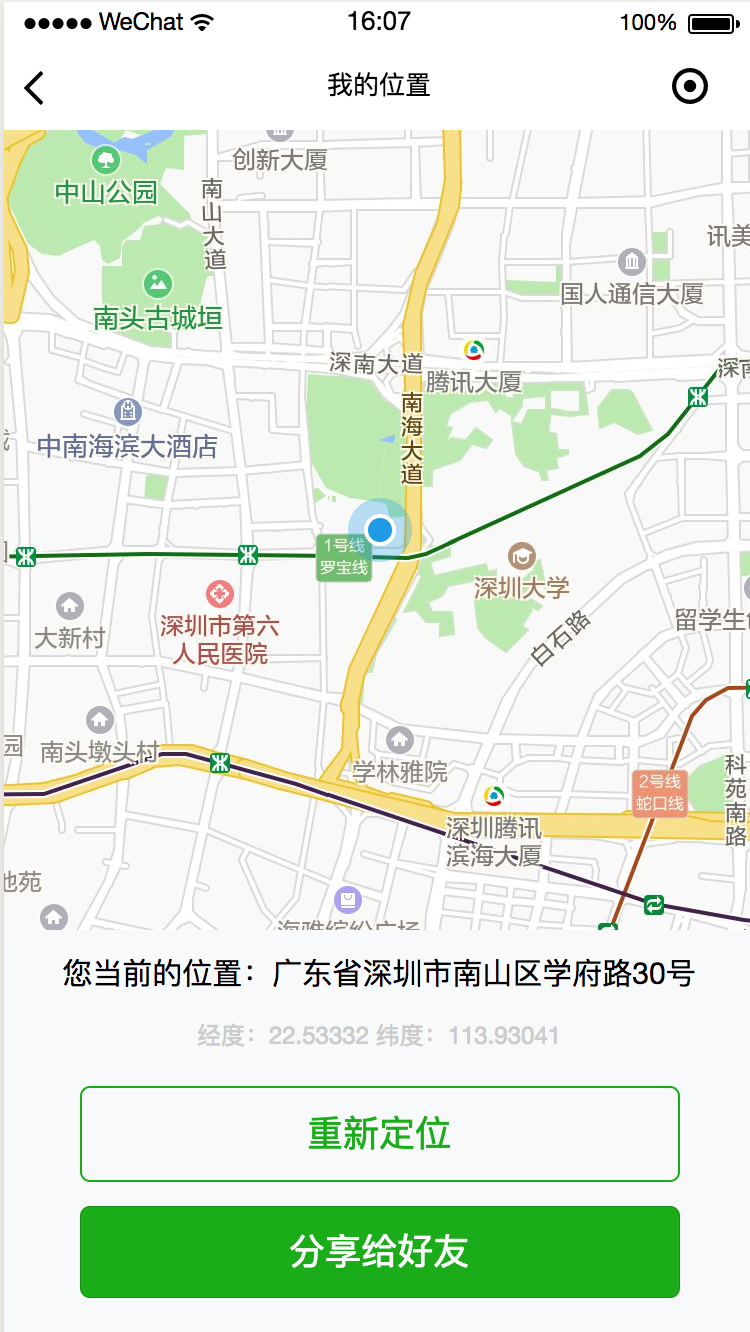 WeChat 16:07 100%
我的位置
创新大厦
中山公园
南山大道
讯美
国人通信大厦
南头古城垣
深南大道
深南
腾讯大厦
南海大道
中南海滨大酒店
1号线
罗宝线
深圳大学
大新村
深圳市第六
人民医院
白石路
留学生
园
南头墩头村
学林雅院
2号线
蛇口线
科苑南路
深圳腾讯
滨海大厦
池苑
海雅缤纷广场
您当前的位置：广东省深圳市南山区学府路30号
经度：22.53332 纬度：113.93041
重新定位
分享给好友